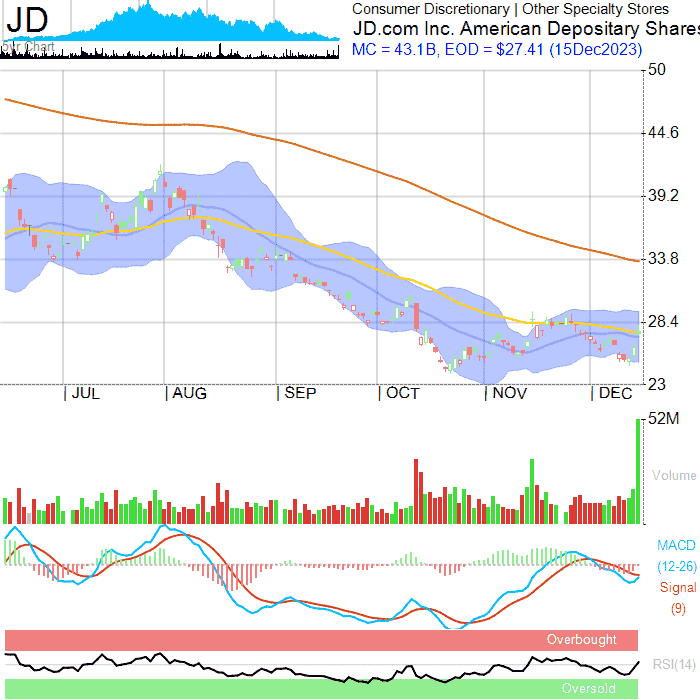 JD
Consumer Discretionary | Other Specialty Stores
JD.com Inc. American Depositary Shares
MC = 43.1B, EOD = $27.41 (15Dec2023)
Chart
50
44.6
39.2
33.8
28.4
23
| JUL | AUG | SEP | OCT | NOV | DEC
52M
Volume
MACD
(12-26)
Signal
(9)
Overbought
RSI(14)
Oversold